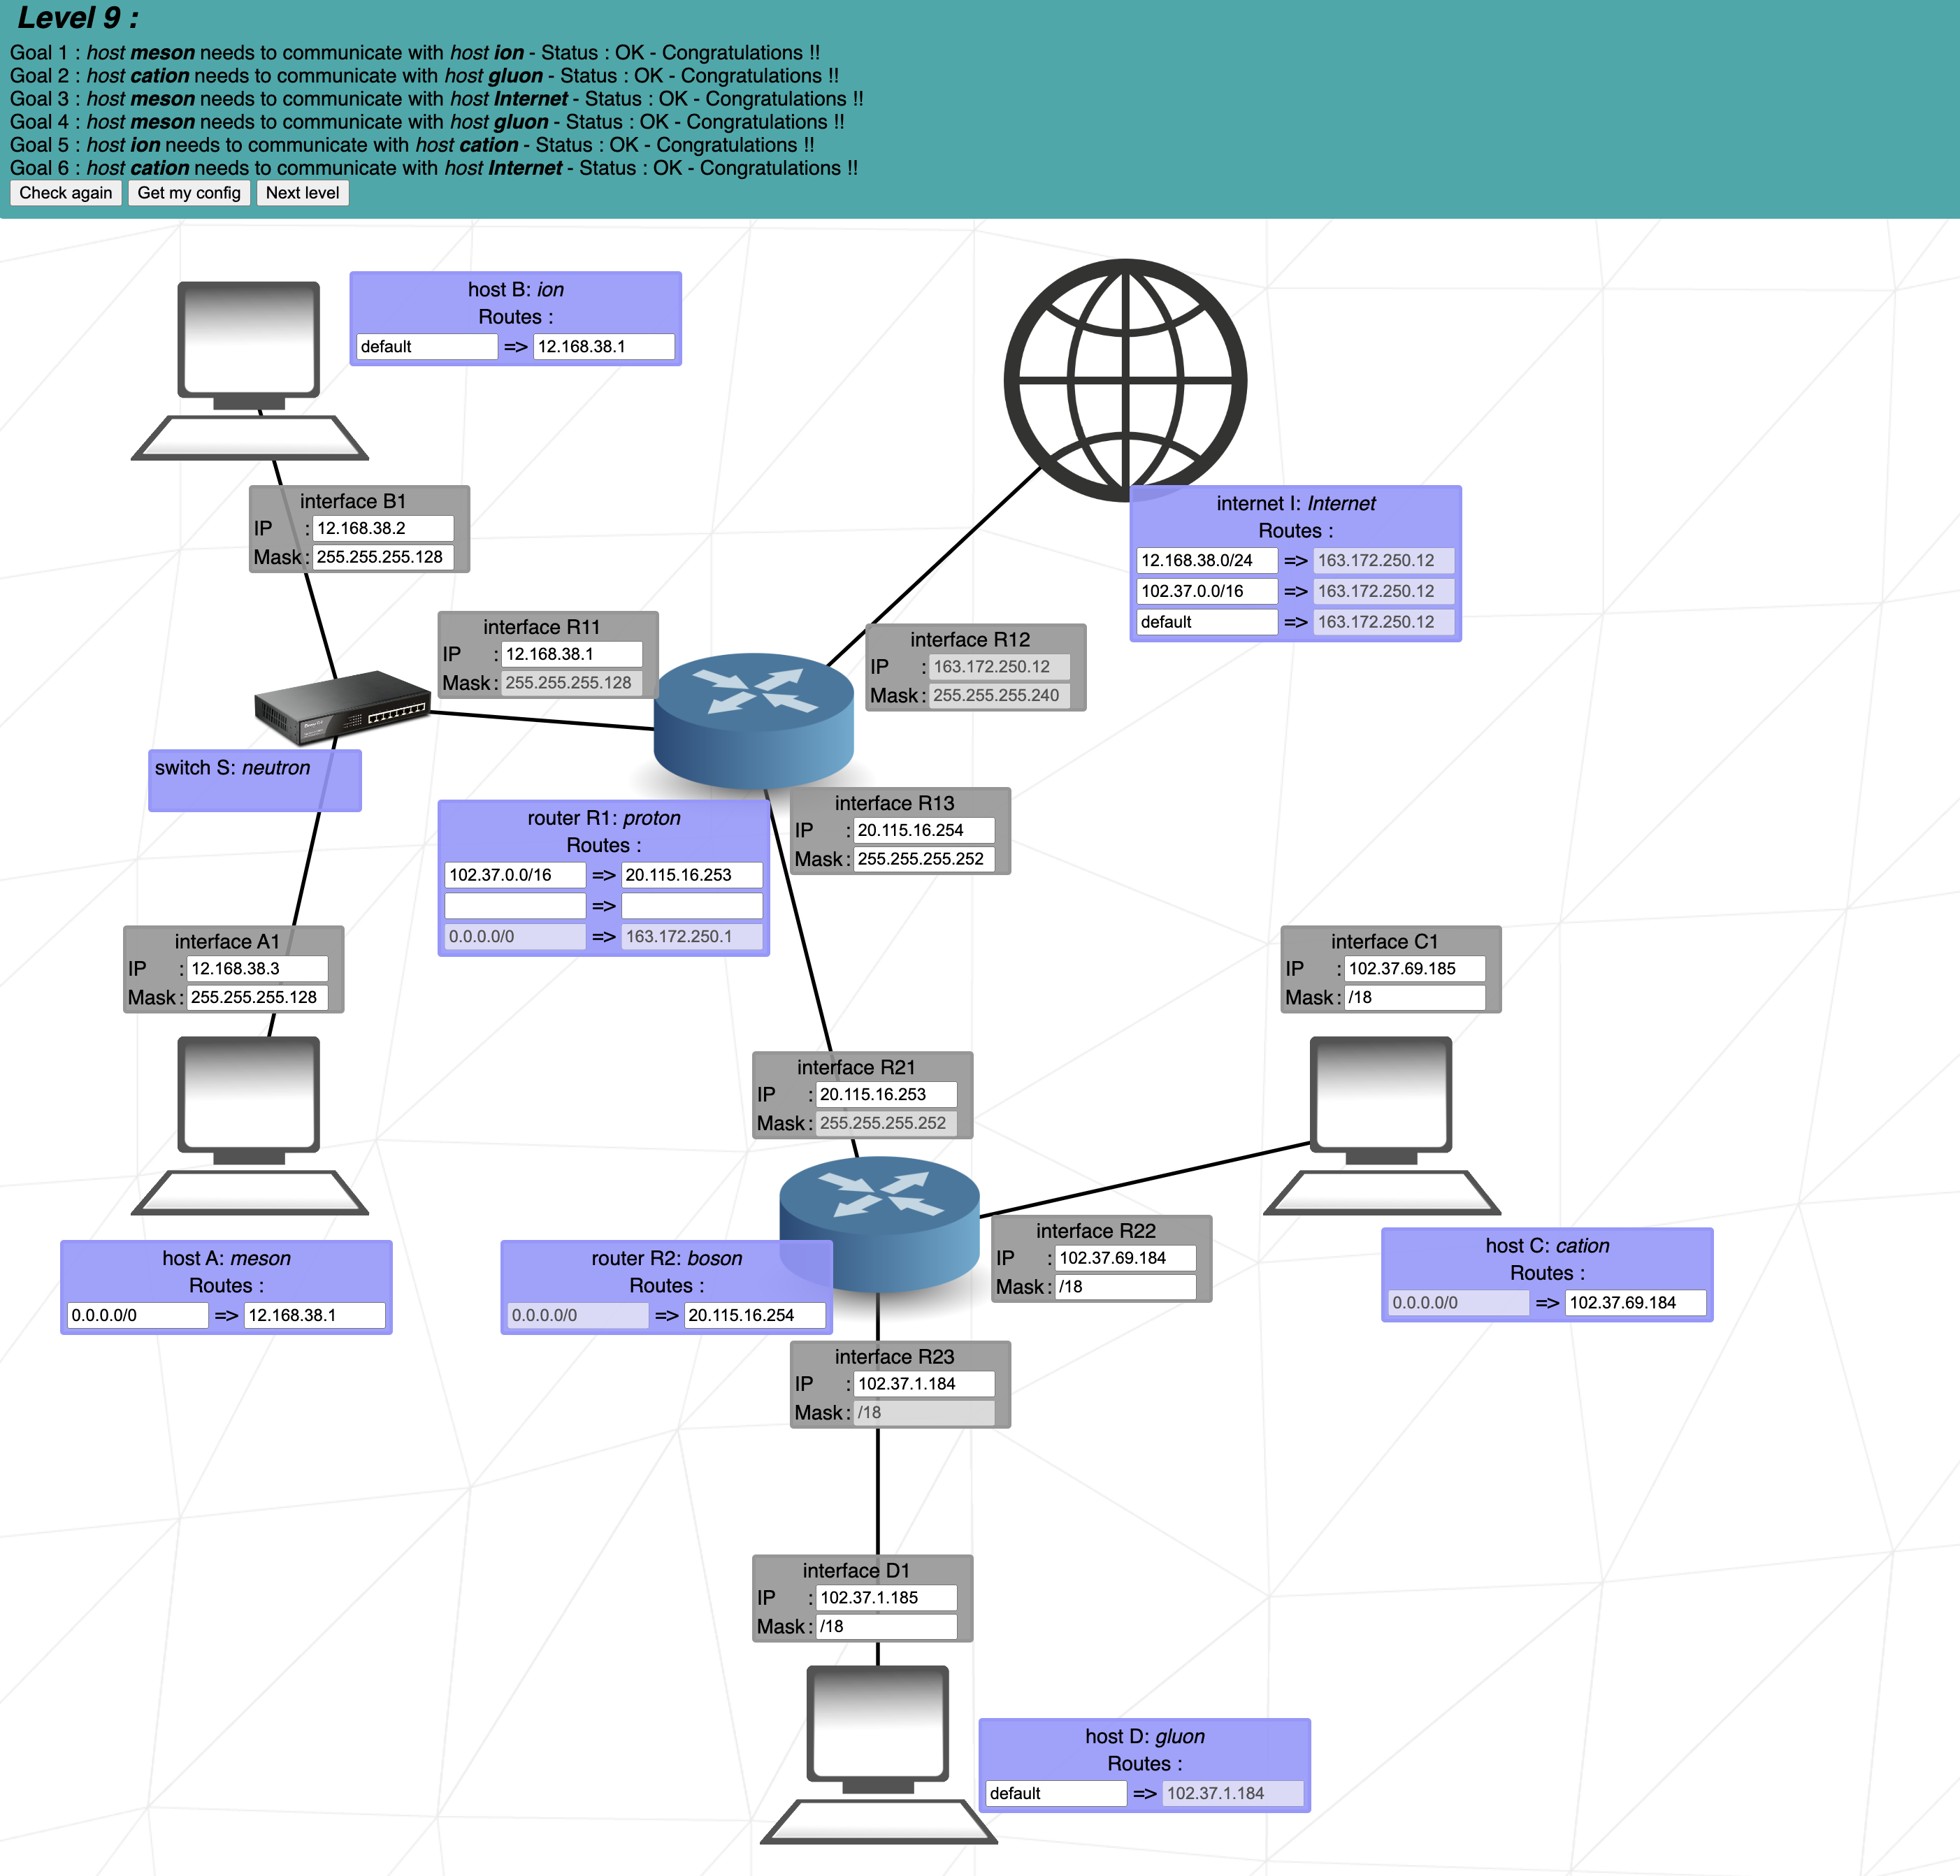 Level 9 :
Goal 1 : host meson needs to communicate with host ion - Status : OK - Congratulations !!
Goal 2 : host cation needs to communicate with host gluon - Status : OK - Congratulations !!
Goal 3 : host meson needs to communicate with host Internet - Status : OK - Congratulations !!
Goal 4 : host meson needs to communicate with host gluon - Status : OK - Congratulations !!
Goal 5 : host ion needs to communicate with host cation - Status : OK - Congratulations !!
Goal 6 : host cation needs to communicate with host Internet - Status : OK - Congratulations !!
Check again Get my config Next level
host B: ion
Routes :
default => 12.168.38.1
interface B1
IP : 12.168.38.2
Mask : 255.255.255.128
internet I: Internet
Routes :
12.168.38.0/24 => 163.172.250.12
102.37.0.0/16 => 163.172.250.12
default => 163.172.250.12
interface R11
IP : 12.168.38.1
Mask : 255.255.255.128
interface R12
IP : 163.172.250.12
Mask : 255.255.255.240
switch S: neutron
router R1: proton
Routes :
102.37.0.0/16 => 20.115.16.253
=>
0.0.0.0/0 => 163.172.250.1
interface R13
IP : 20.115.16.254
Mask : 255.255.255.252
interface A1
IP : 12.168.38.3
Mask : 255.255.255.128
interface C1
IP : 102.37.69.185
Mask : /18
interface R21
IP : 20.115.16.253
Mask : 255.255.255.252
host A: meson
Routes :
0.0.0.0/0 => 12.168.38.1
router R2: boson
Routes :
0.0.0.0/0 => 20.115.16.254
interface R22
IP : 102.37.69.184
Mask : /18
host C: cation
Routes :
0.0.0.0/0 => 102.37.69.184
interface R23
IP : 102.37.1.184
Mask : /18
interface D1
IP : 102.37.1.185
Mask : /18
host D: gluon
Routes :
default => 102.37.1.184